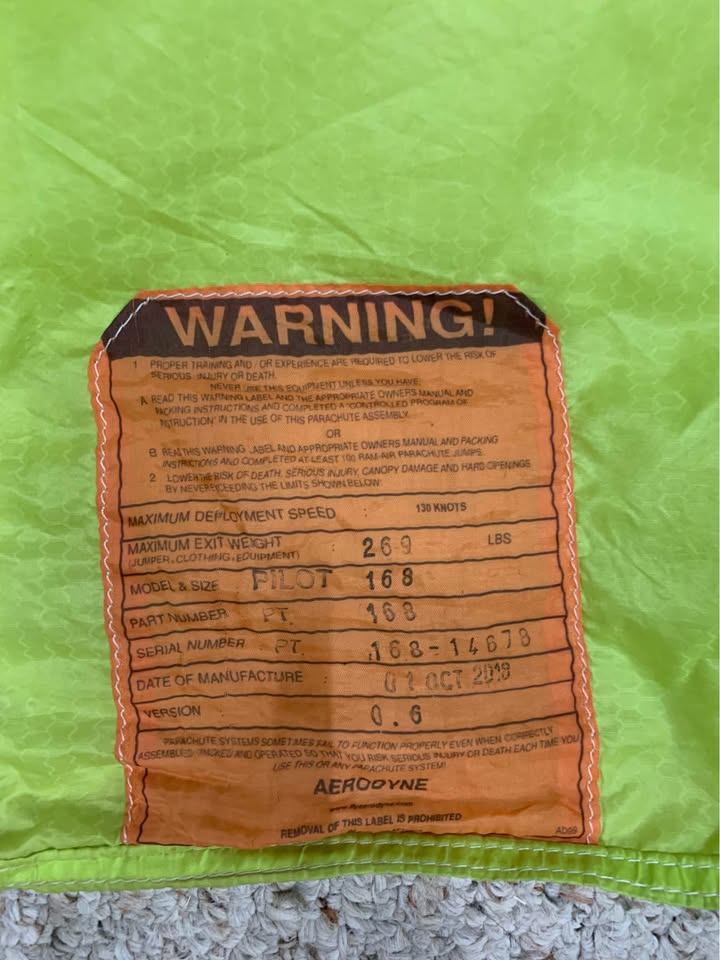 WARNING!
1 PROPER TRAINING AND / OR EXPERIENCE ARE REQUIRED TO LOWER THE RISK OF
SERIOUS INJURY OR DEATH.
NEVER USE THIS EQUIPMENT UNLESS YOU HAVE:
A READ THIS WARNING LABEL AND THE APPROPRIATE OWNERS MANUAL AND
PACKING INSTRUCTIONS AND COMPLETED A "CONTROLLED PROGRAM OF
INSTRUCTION" IN THE USE OF THIS PARACHUTE ASSEMBLY.
OR
B READ THIS WARNING LABEL AND APPROPRIATE OWNERS MANUAL AND PACKING
INSTRUCTIONS AND COMPLETED AT LEAST 100 RAM-AIR PARACHUTE JUMPS.
2 LOWER THE RISK OF DEATH, SERIOUS INJURY, CANOPY DAMAGE AND HARD OPENINGS
BY NEVER EXCEEDING THE LIMITS SHOWN BELOW:
MAXIMUM DEPLOYMENT SPEED : 130 KNOTS
MAXIMUM EXIT WEIGHT : 269 LBS
(JUMPER, CLOTHING, EQUIPMENT)
MODEL & SIZE PILOT 168
PART NUMBER : PT. 168
SERIAL NUMBER : PT. 168-14678
DATE OF MANUFACTURE : 01 OCT 2018
VERSION : 0.6
PARACHUTE SYSTEMS SOMETIMES FAIL TO FUNCTION PROPERLY EVEN WHEN CORRECTLY
ASSEMBLED, PACKED AND OPERATED SO THAT YOU RISK SERIOUS INJURY OR DEATH EACH TIME YOU
USE THIS OR ANY PARACHUTE SYSTEM!
AERODYNE
www.flyaerodyne.com
REMOVAL OF THIS LABEL IS PROHIBITED
AD09